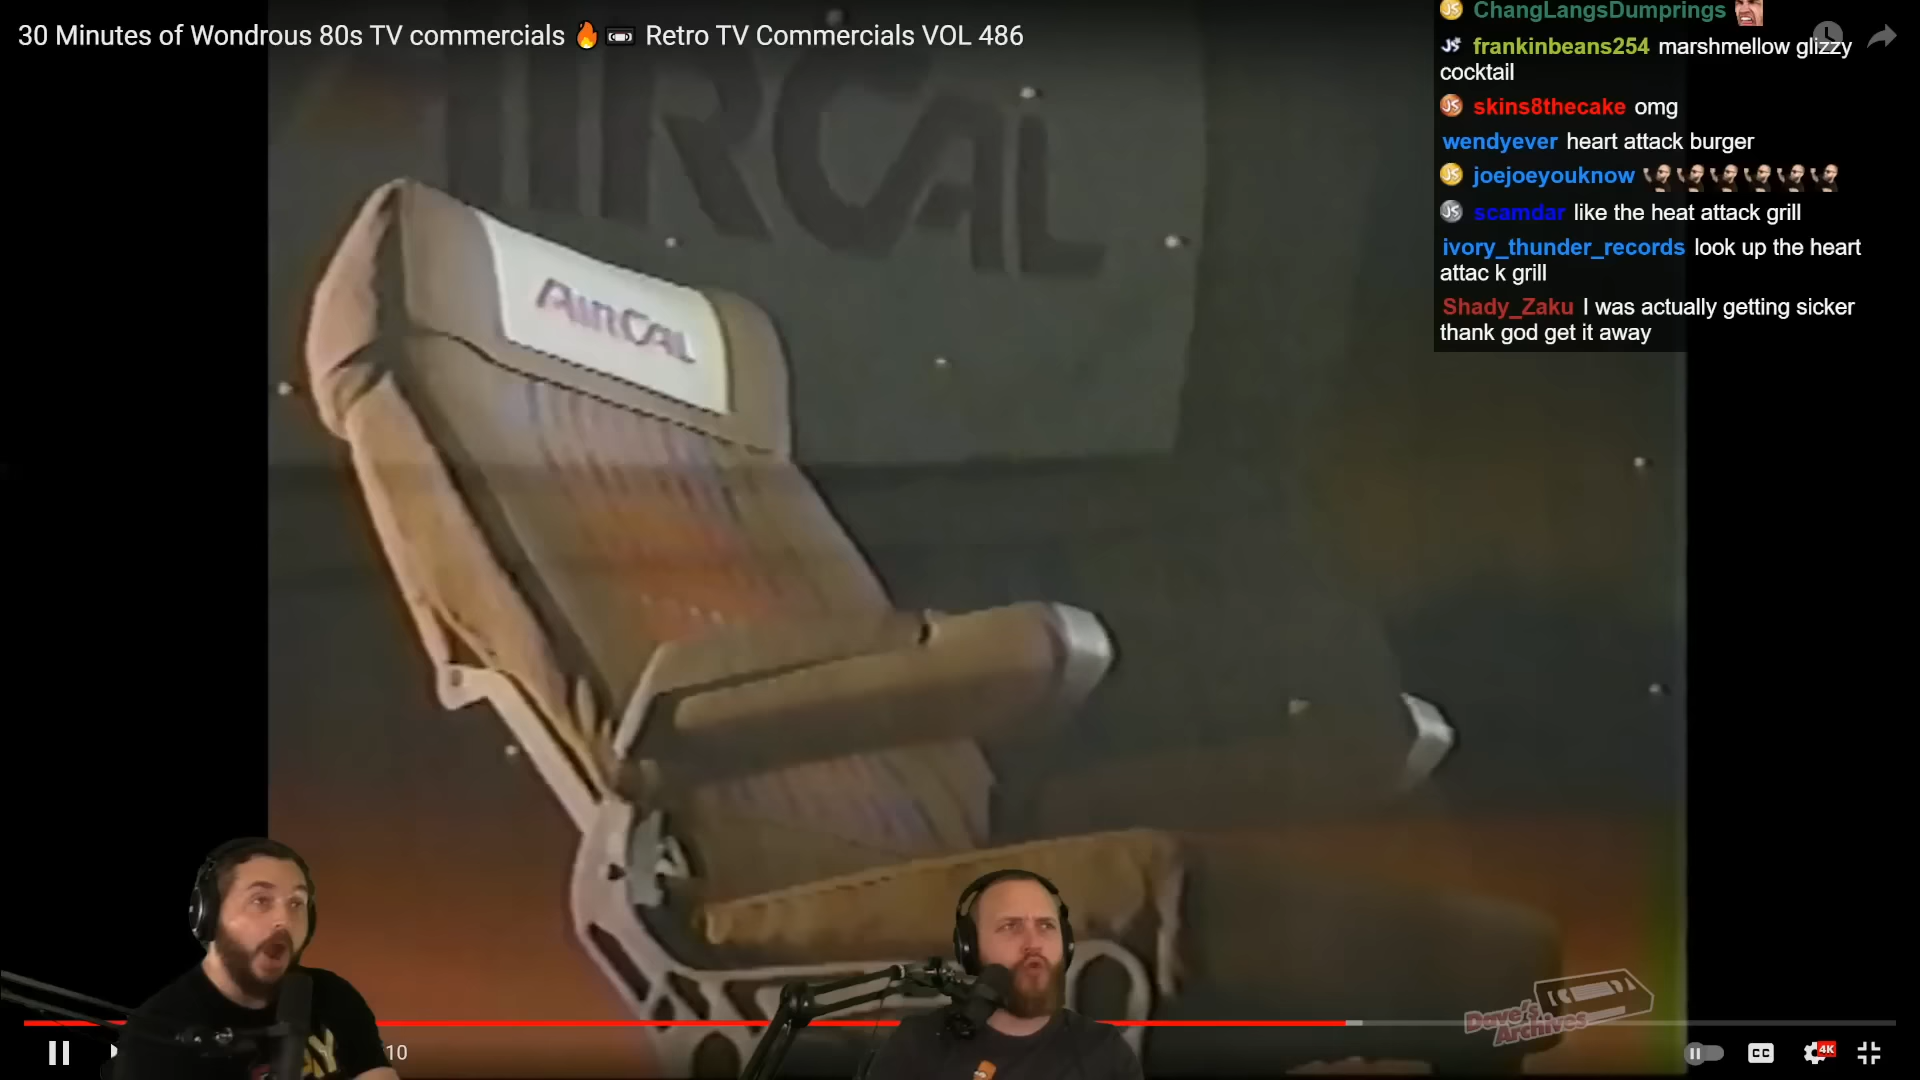 30 Minutes of Wondrous 80s TV commercials 🔥📼 Retro TV Commercials VOL 486
AIRCAL
AIRCAL
ChangLangsDumprings
frankinbeans254 marshmellow glizzy
cocktail
skins8thecake omg
wendyever heart attack burger
joejoeyouknow
scamdar like the heat attack grill
ivory_thunder_records look up the heart
attac k grill
Shady_Zaku I was actually getting sicker
thank god get it away
Dave's
Archives
10
CC
4K